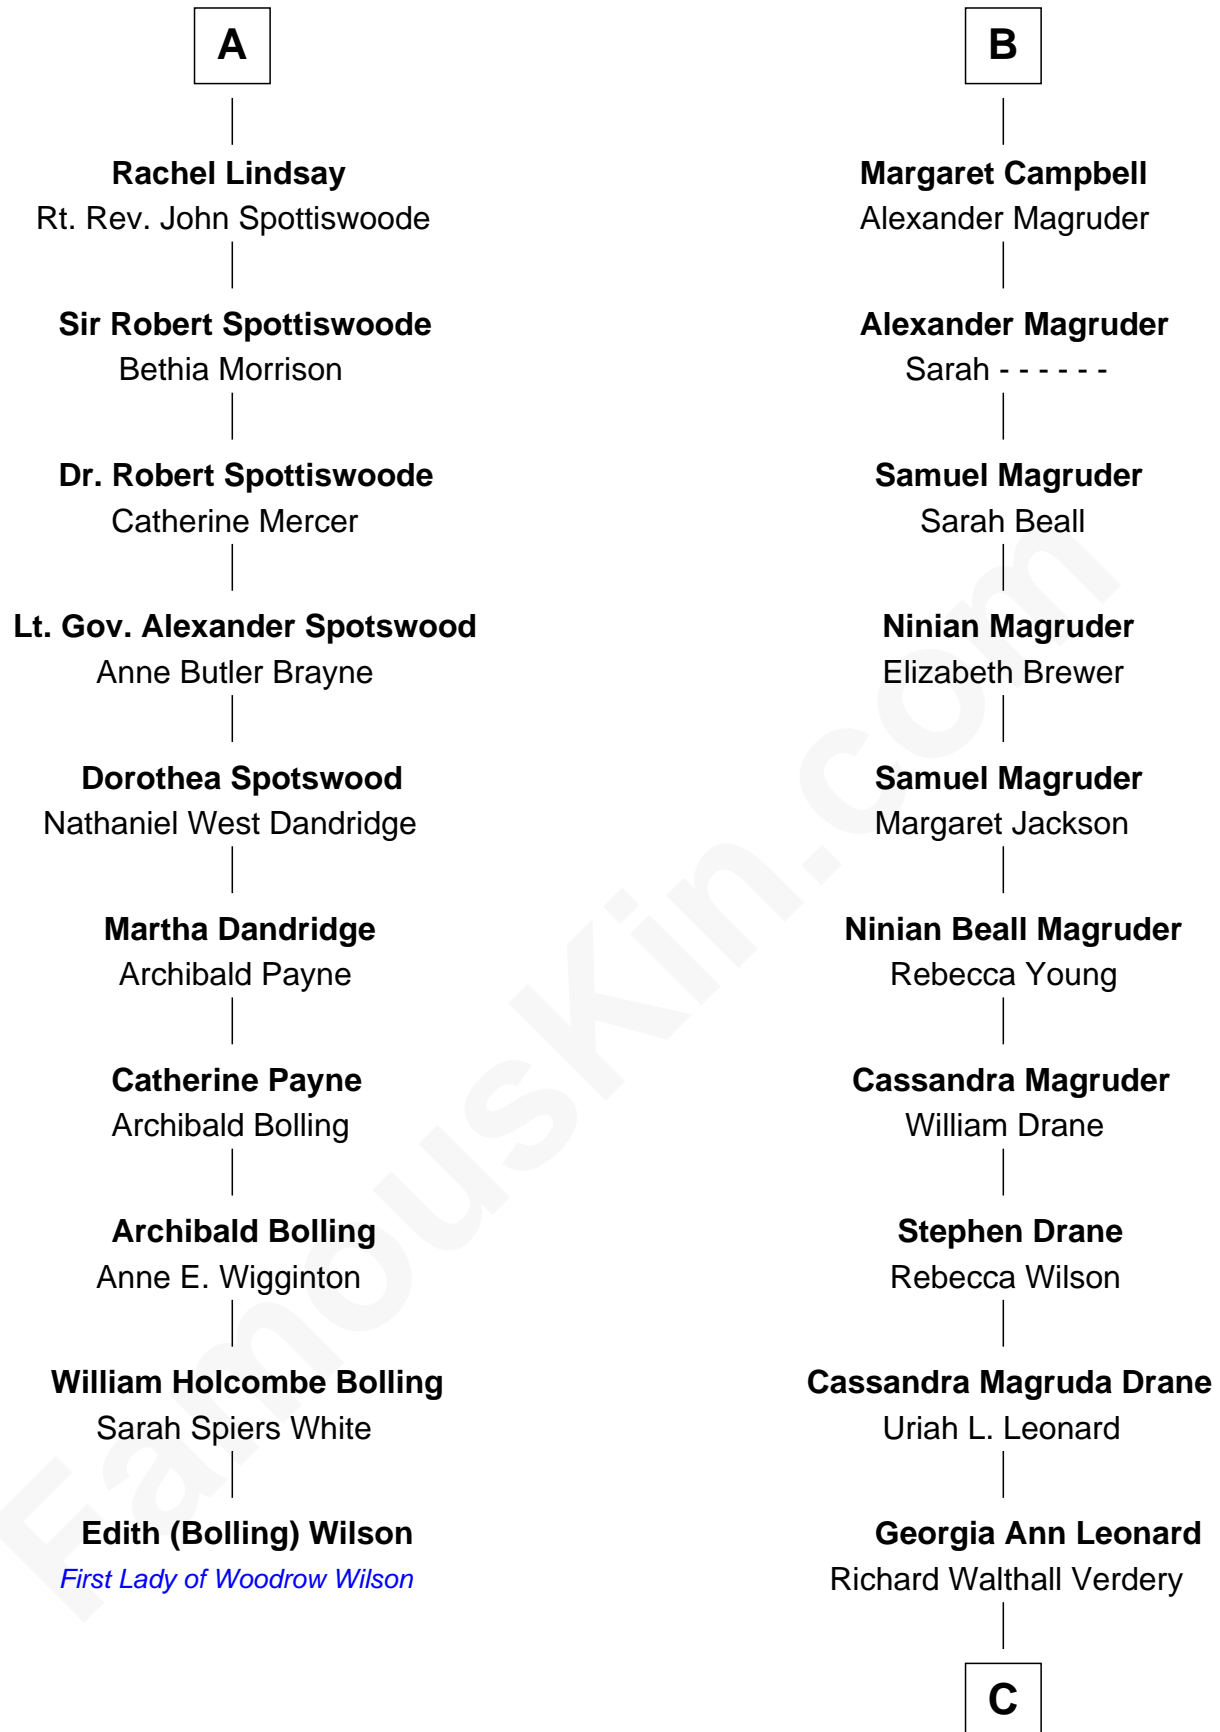 A
Rachel Lindsay
Rt. Rev. John Spottiswoode
Sir Robert Spottiswoode
Bethia Morrison
Dr. Robert Spottiswoode
Catherine Mercer
Lt. Gov. Alexander Spotswood
Anne Butler Brayne
Dorothea Spotswood
Nathaniel West Dandridge
Martha Dandridge
Archibald Payne
Catherine Payne
Archibald Bolling
Archibald Bolling
Anne E. Wigginton
William Holcombe Bolling
Sarah Spiers White
Edith (Bolling) Wilson
First Lady of Woodrow Wilson
B
Margaret Campbell
Alexander Magruder
Alexander Magruder
Sarah - - - - - -
Samuel Magruder
Sarah Beall
Ninian Magruder
Elizabeth Brewer
Samuel Magruder
Margaret Jackson
Ninian Beall Magruder
Rebecca Young
Cassandra Magruder
William Drane
Stephen Drane
Rebecca Wilson
Cassandra Magruda Drane
Uriah L. Leonard
Georgia Ann Leonard
Richard Walthall Verdery
C
FamousKin.com